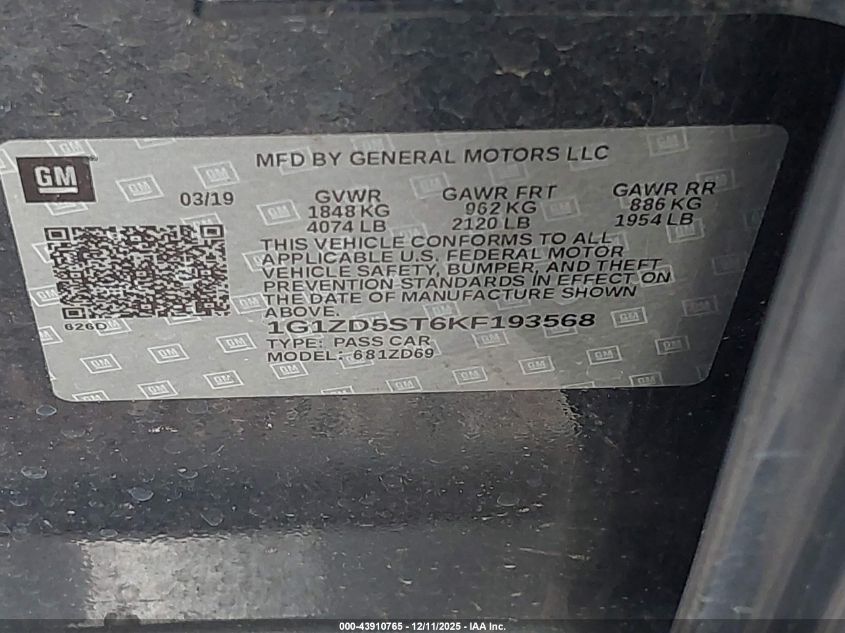 GM
MFD BY GENERAL MOTORS LLC
03/19
GVWR GAWR FRT GAWR RR
1848 KG 962 KG 886 KG
4074 LB 2120 LB 1954 LB
THIS VEHICLE CONFORMS TO ALL
APPLICABLE U.S. FEDERAL MOTOR
VEHICLE SAFETY, BUMPER, AND THEFT
PREVENTION STANDARDS IN EFFECT ON
THE DATE OF MANUFACTURE SHOWN
ABOVE.
626D
1G1ZD5ST6KF193568
TYPE: PASS CAR
MODEL: 681ZD69
000-43910765 - 12/11/2025 - IAA Inc.